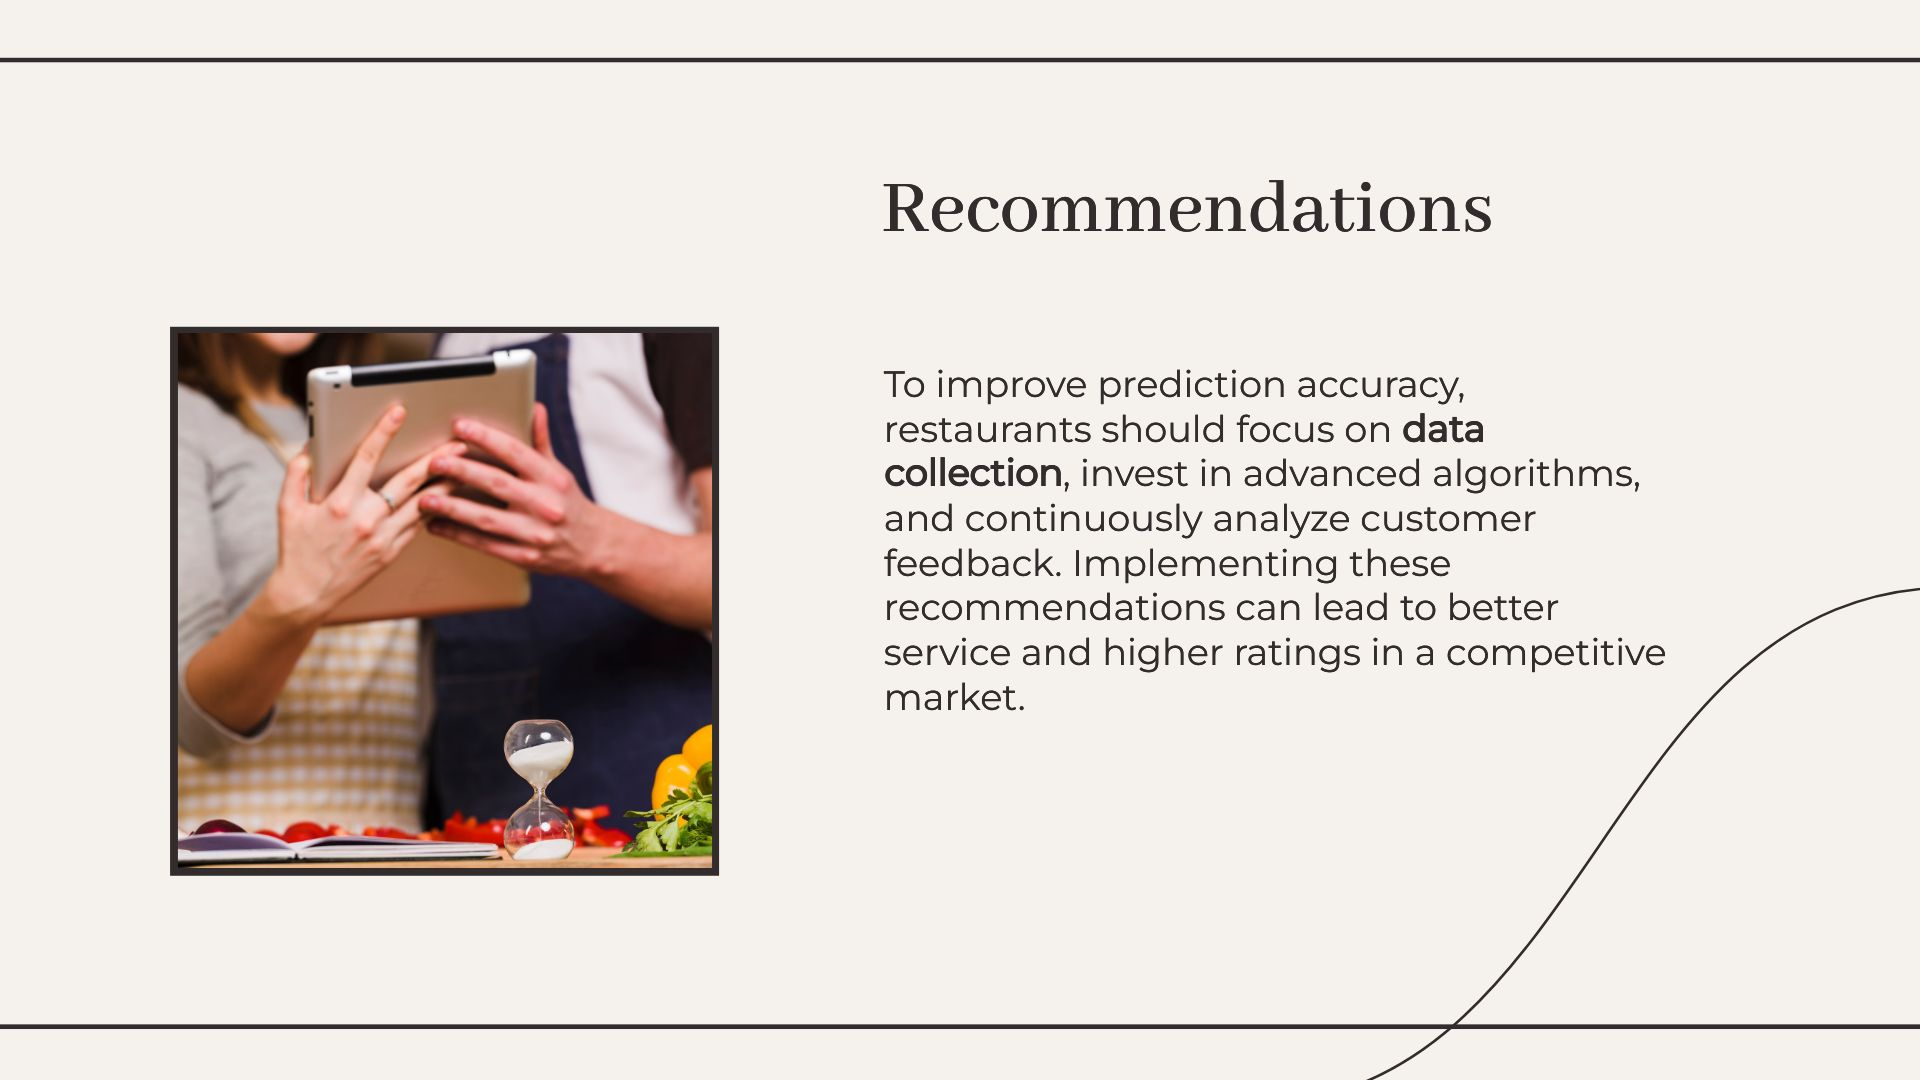 Recommendations
To improve prediction accuracy,
restaurants should focus on data
collection, invest in advanced algorithms,
and continuously analyze customer
feedback. Implementing these
recommendations can lead to better
service and higher ratings in a competitive
market.